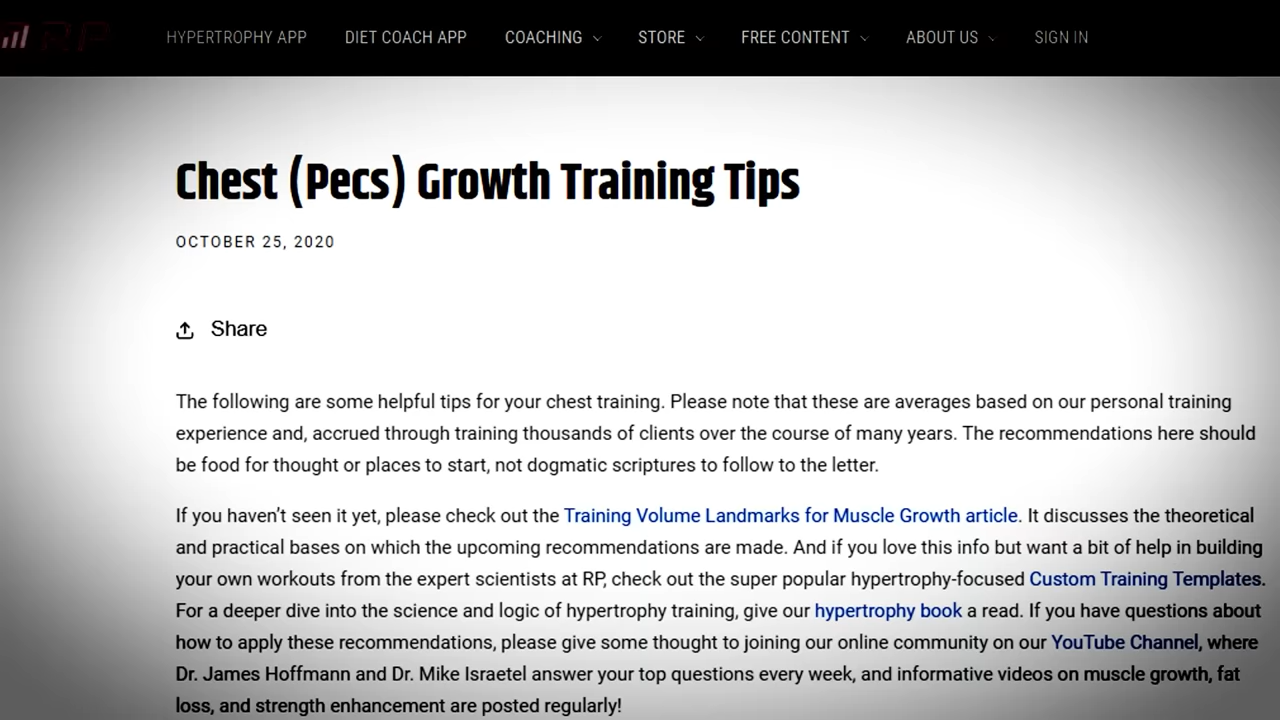 RP
HYPERTROPHY APP
DIET COACH APP
COACHING
STORE
FREE CONTENT
ABOUT US
SIGN IN
Chest (Pecs) Growth Training Tips
OCTOBER 25, 2020
Share
The following are some helpful tips for your chest training. Please note that these are averages based on our personal training
experience and, accrued through training thousands of clients over the course of many years. The recommendations here should
be food for thought or places to start, not dogmatic scriptures to follow to the letter.
If you haven’t seen it yet, please check out the Training Volume Landmarks for Muscle Growth article. It discusses the theoretical
and practical bases on which the upcoming recommendations are made. And if you love this info but want a bit of help in building
your own workouts from the expert scientists at RP, check out the super popular hypertrophy-focused Custom Training Templates.
For a deeper dive into the science and logic of hypertrophy training, give our hypertrophy book a read. If you have questions about
how to apply these recommendations, please give some thought to joining our online community on our YouTube Channel, where
Dr. James Hoffmann and Dr. Mike Israetel answer your top questions every week, and informative videos on muscle growth, fat
loss, and strength enhancement are posted regularly!